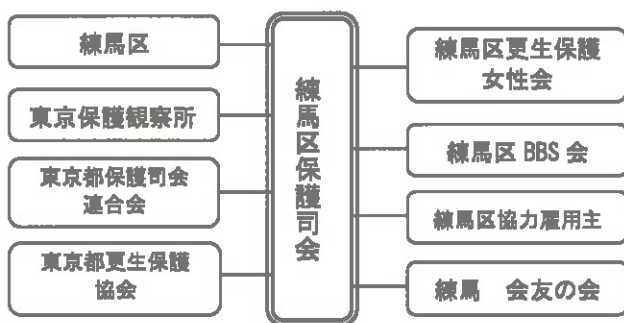 練馬区
東京保護観察所
東京都保護司会
連合会
東京都更生保護
協会
練馬区保護司会
練馬区更生保護
女性会
練馬区 BBS 会
練馬区協力雇用主
練馬　会友の会